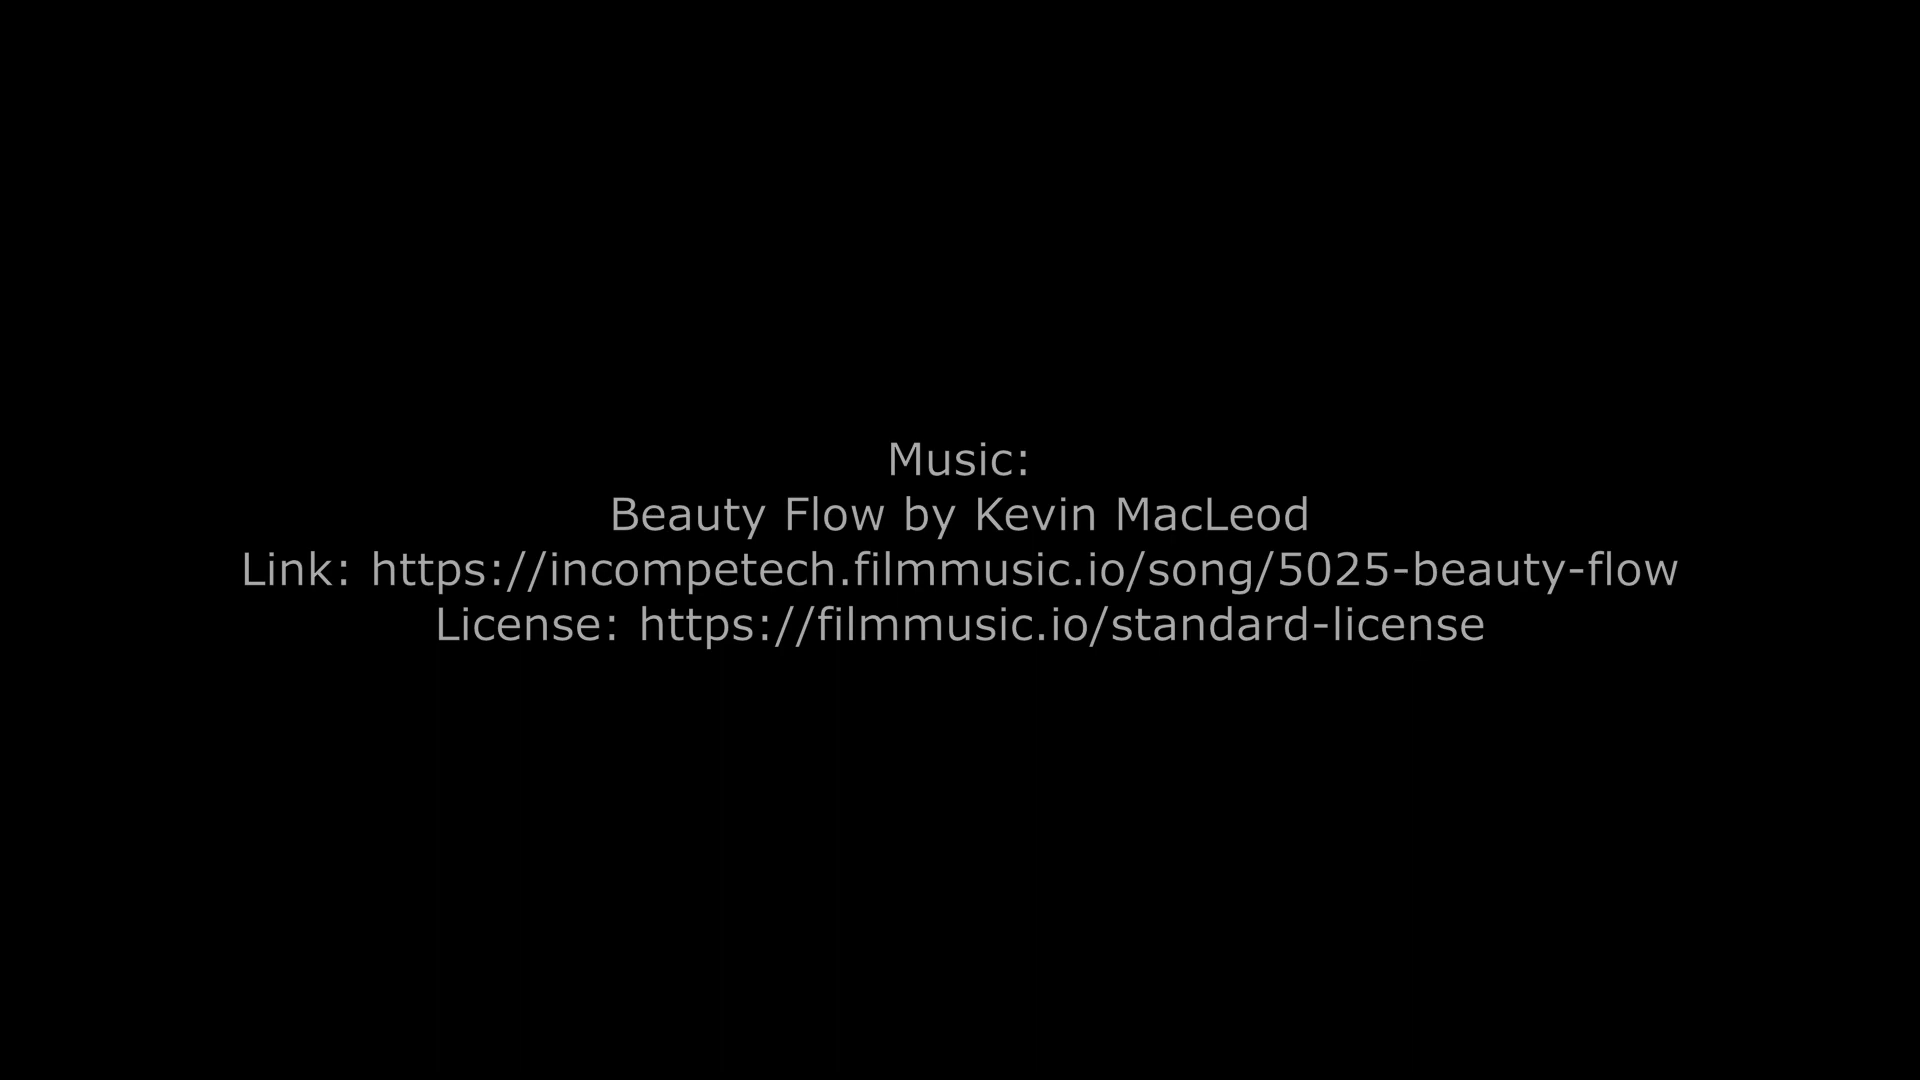 Music:
Beauty Flow by Kevin MacLeod
Link: https://incompetech.filmmusic.io/song/5025-beauty-flow
License: https://filmmusic.io/standard-license